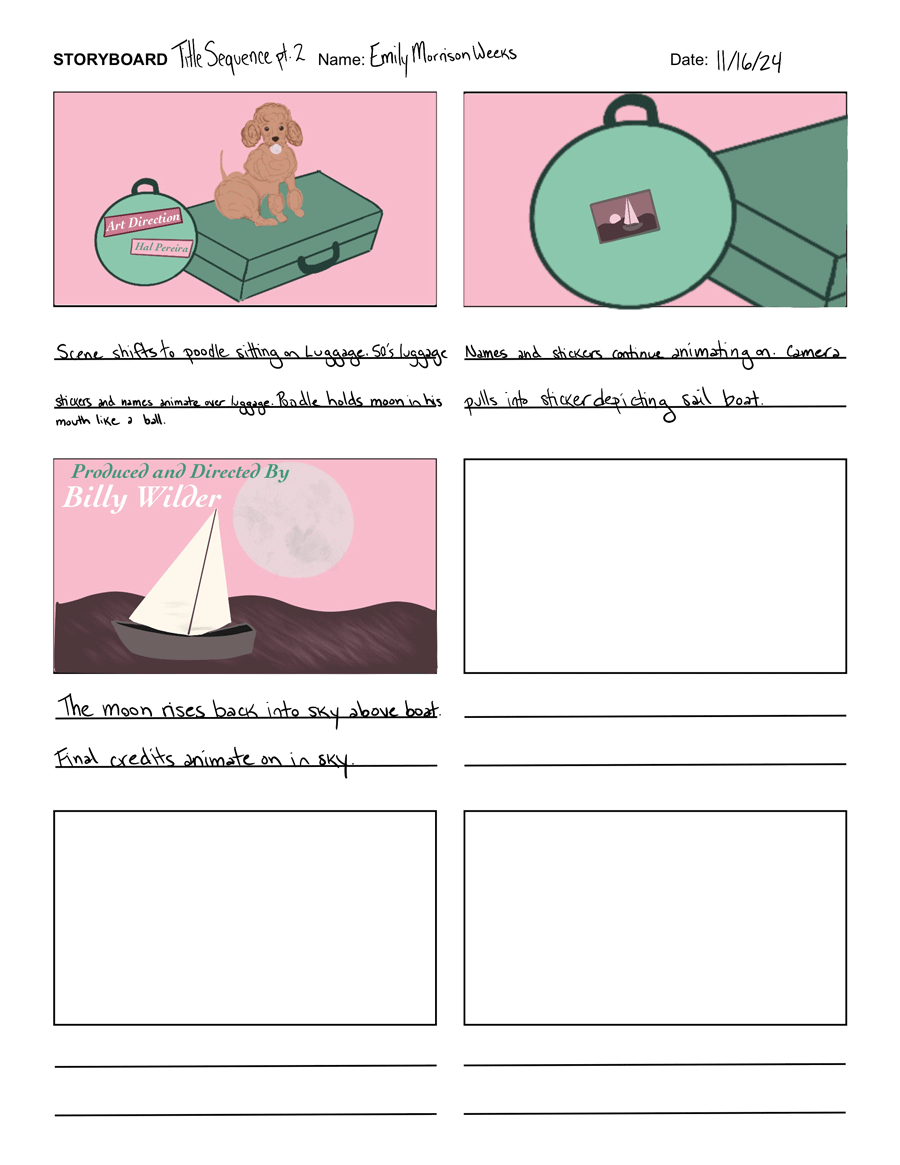 STORYBOARD Title Sequence pt. 2 Name: Emily Morrison Weeks Date: 11/16/24
Art Direction
Hal Pereira
Scene shifts to poodle sitting on Luggage. 50's luggage
stickers and names animate over luggage. Poodle holds moon in his
mouth like a ball.
Names and stickers continue animating on. Camera
pulls into sticker depicting sail boat.
Produced and Directed By
Billy Wilder
The moon rises back into sky above boat.
Final credits animate on in sky.